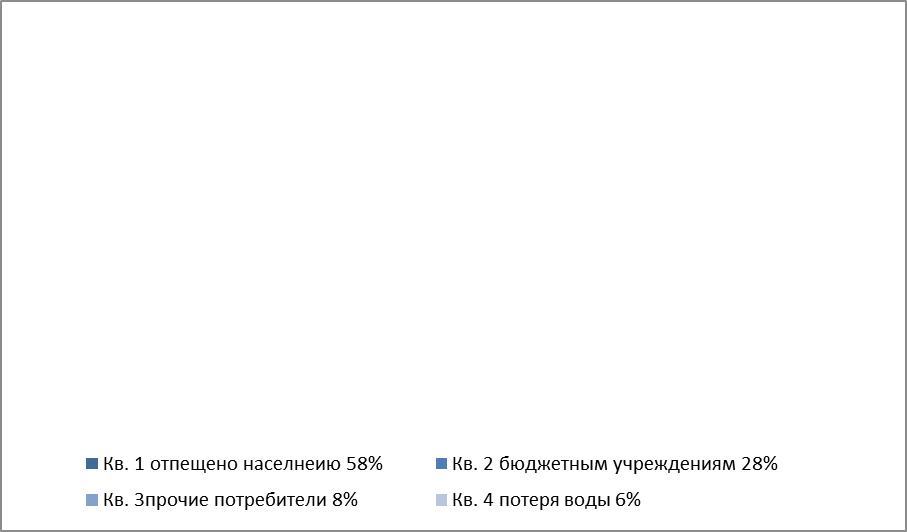 Кв. 1 отпещено населнеию 58%
Кв. 2 бюджетным учреждениям 28%
Кв. 3прочие потребители 8%
Кв. 4 потеря воды 6%